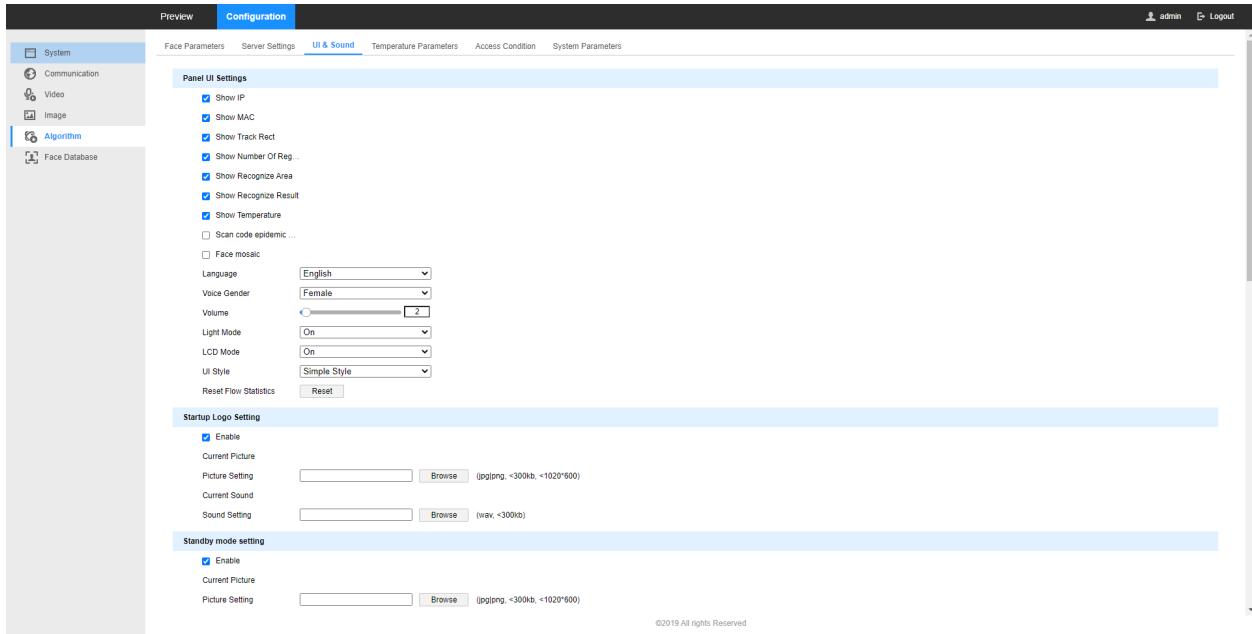 Preview Configuration admin Logout
Face Parameters Server Settings UI & Sound Temperature Parameters Access Condition System Parameters
System
Communication
Video
Image
Algorithm
Face Database
Panel UI Settings
Show IP
Show MAC
Show Track Rect
Show Number Of Reg...
Show Recognize Area
Show Recognize Result
Show Temperature
Scan code epidemic ...
Face mosaic
Language English
Voice Gender Female
Volume 2
Light Mode On
LCD Mode On
UI Style Simple Style
Reset Flow Statistics Reset
Startup Logo Setting
Enable
Current Picture
Picture Setting Browse (jpg|png, <300kb, <1020*600)
Current Sound
Sound Setting Browse (wav, <300kb)
Standby mode setting
Enable
Current Picture
Picture Setting Browse (jpg|png, <300kb, <1020*600)
©2019 All rights Reserved